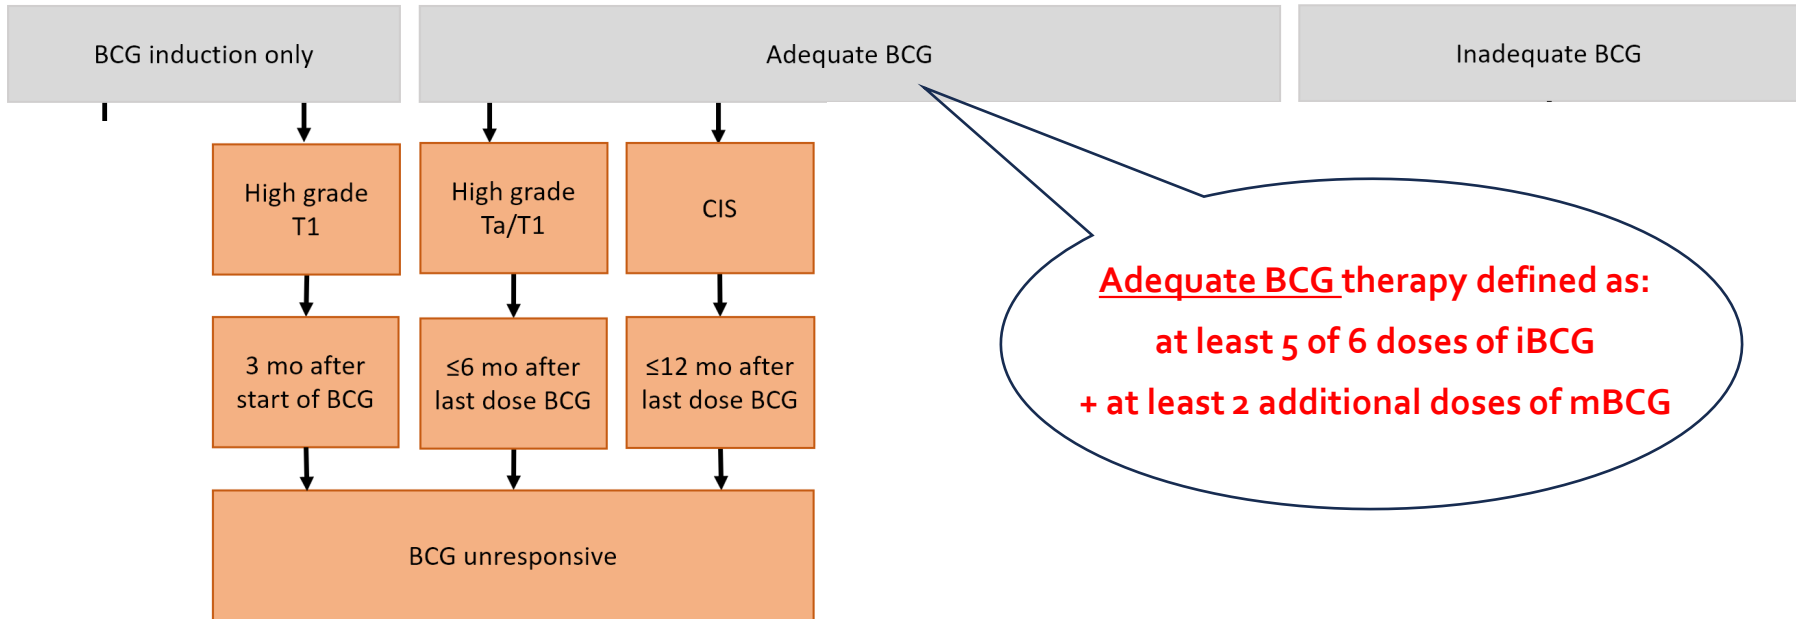 BCG induction only
Adequate BCG
Inadequate BCG
High grade
T1
High grade
Ta/T1
CIS
3 mo after
start of BCG
≤6 mo after
last dose BCG
≤12 mo after
last dose BCG
BCG unresponsive
Adequate BCG therapy defined as:
at least 5 of 6 doses of iBCG
+ at least 2 additional doses of mBCG